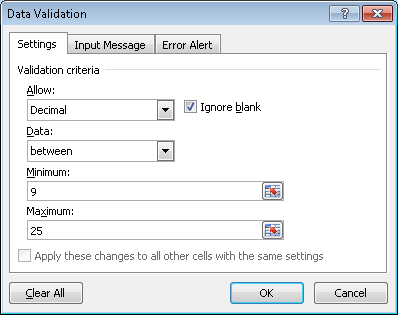 Data Validation
Settings Input Message Error Alert
Validation criteria
Allow:
Decimal Ignore blank
Data:
between
Minimum:
9
Maximum:
25
Apply these changes to all other cells with the same settings
Clear All OK Cancel